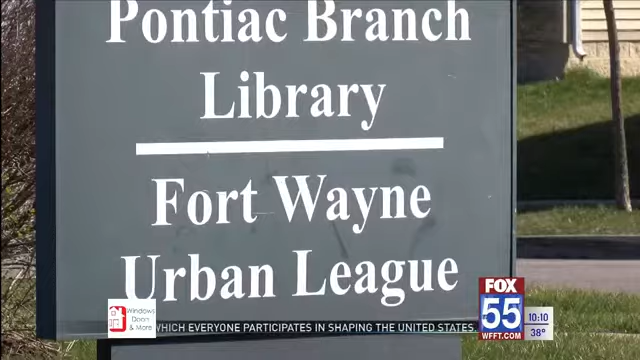 Pontiac Branch
Library
Fort Wayne
Urban League
Windows
Door
& More
WHICH EVERYONE PARTICIPATES IN SHAPING THE UNITED STATES.
FOX
55
WFFT.COM
10:10
38°